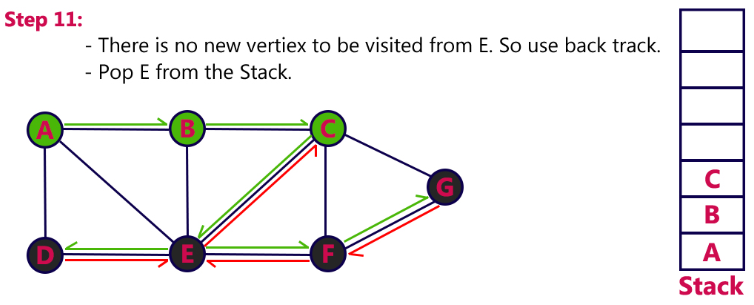 Step 11:
- There is no new vertiex to be visited from E. So use back track.
- Pop E from the Stack.
A
B
C
G
D
E
F
C
B
A
Stack